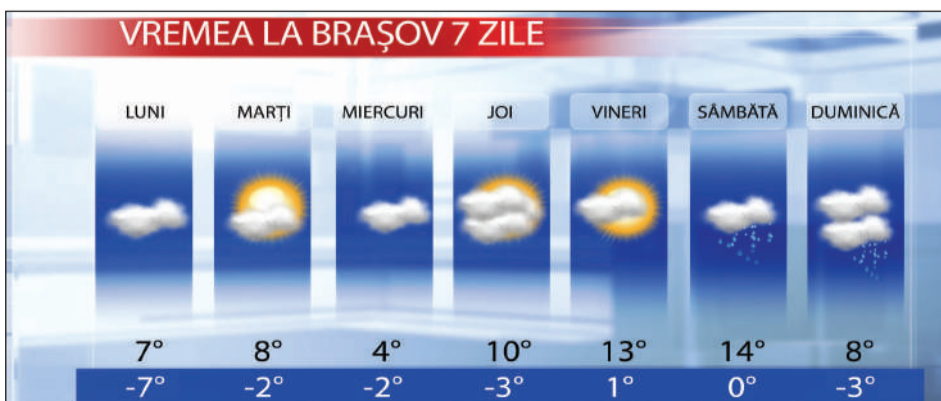 VREMEA LA BRAȘOV 7 ZILE
LUNI MARŢI MIERCURI JOI VINERI SÂMBĂTĂ DUMINICĂ
7° 8° 4° 10° 13° 14° 8°
-7° -2° -2° -3° 1° 0° -3°